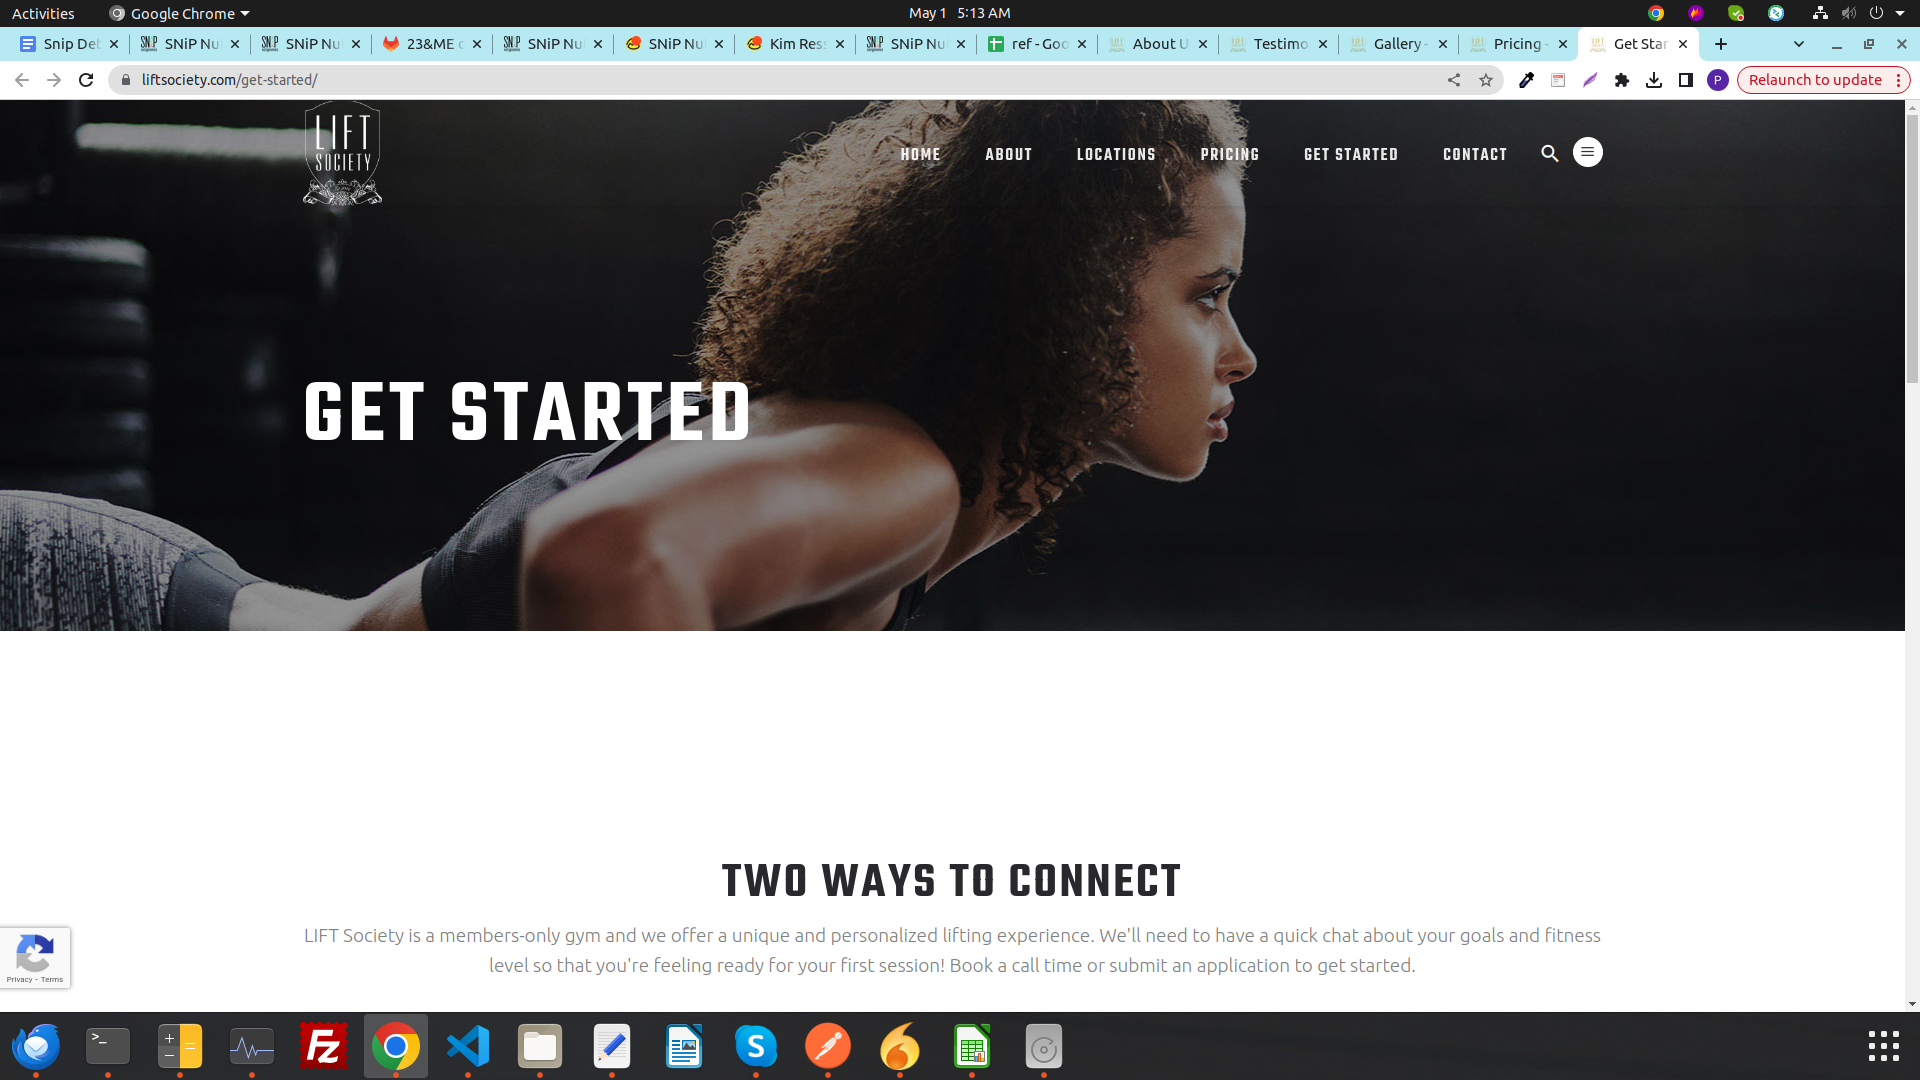 Activities
Google Chrome
May 1 5:13 AM
Snip Det
SNiP Nu
SNiP Nu
23&ME c
SNiP Nu
SNiP Nu
Kim Ress
SNiP Nu
ref - Goo
About U
Testimo
Gallery -
Pricing -
Get Star
liftsociety.com/get-started/
P
Relaunch to update
LIFT
SOCIETY
HOME
ABOUT
LOCATIONS
PRICING
GET STARTED
CONTACT
GET STARTED
TWO WAYS TO CONNECT
LIFT Society is a members-only gym and we offer a unique and personalized lifting experience. We'll need to have a quick chat about your goals and fitness
level so that you're feeling ready for your first session! Book a call time or submit an application to get started.
Privacy - Terms